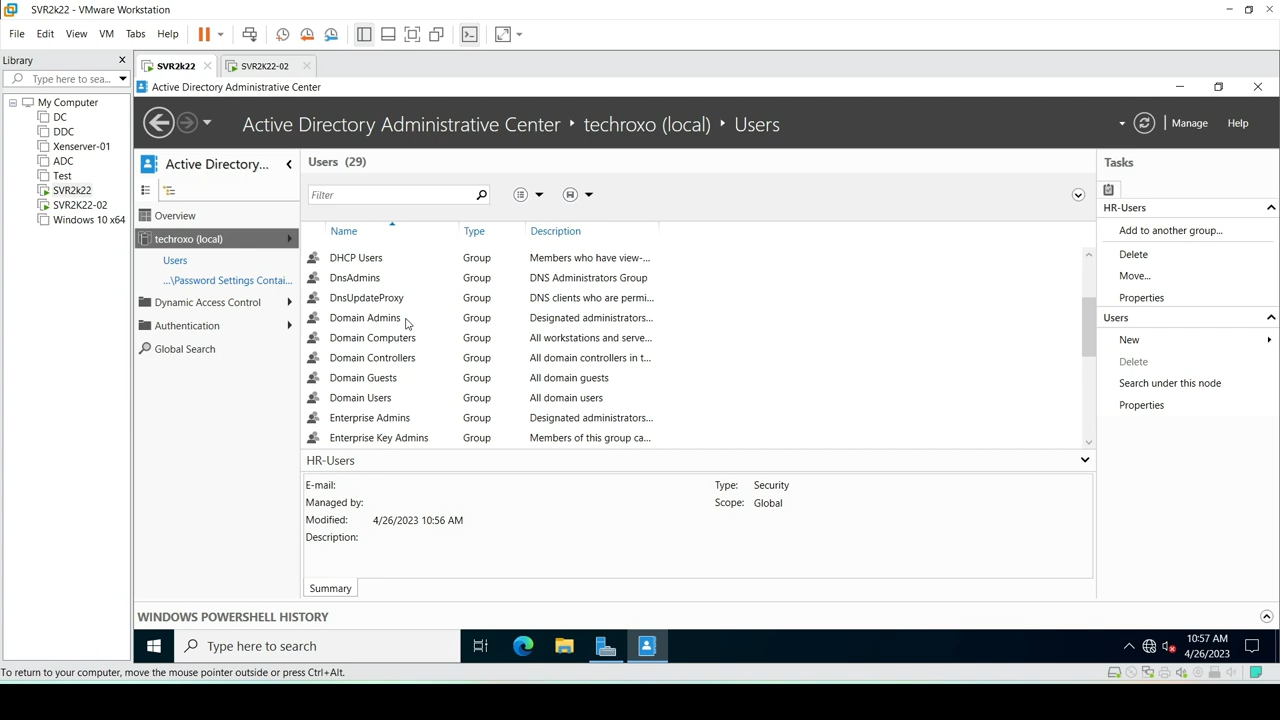 SVR2k22 - VMware Workstation
File Edit View VM Tabs Help
Library
Type here to sea...
My Computer
DC
DDC
Xenserver-01
ADC
Test
SVR2k22
SVR2K22-02
Windows 10 x64
SVR2k22 SVR2K22-02
Active Directory Administrative Center
Active Directory Administrative Center techroxo (local) Users
Manage Help
Active Directory...
Overview
techroxo (local)
Users
...\Password Settings Contai...
Dynamic Access Control
Authentication
Global Search
Users (29)
Filter
Name Type Description
DHCP Users Group Members who have view-...
DnsAdmins Group DNS Administrators Group
DnsUpdateProxy Group DNS clients who are permi...
Domain Admins Group Designated administrators...
Domain Computers Group All workstations and serve...
Domain Controllers Group All domain controllers in t...
Domain Guests Group All domain guests
Domain Users Group All domain users
Enterprise Admins Group Designated administrators...
Enterprise Key Admins Group Members of this group ca...
HR-Users
E-mail: Type: Security
Managed by: Scope: Global
Modified: 4/26/2023 10:56 AM
Description:
Summary
Tasks
HR-Users
Add to another group...
Delete
Move...
Properties
Users
New
Delete
Search under this node
Properties
WINDOWS POWERSHELL HISTORY
Type here to search
10:57 AM
4/26/2023
To return to your computer, move the mouse pointer outside or press Ctrl+Alt.